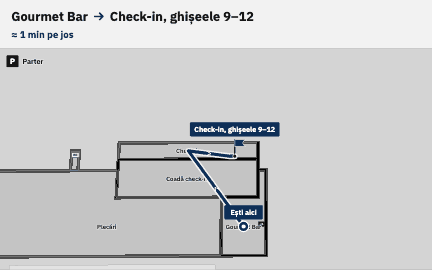 Gourmet Bar → Check-in, ghișeele 9–12
≈ 1 min pe jos
P Parter
Check-in, ghișeele 9–12
Coadă check-
Ești aici
Plecări